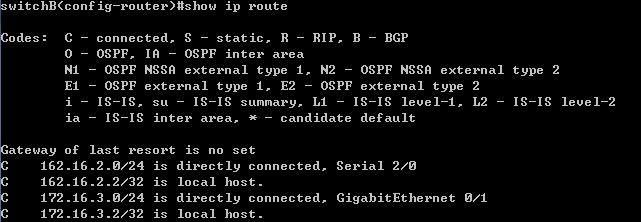 switchB(config-router)#show ip route
Codes:  C - connected, S - static, R - RIP, B - BGP
O - OSPF, IA - OSPF inter area
N1 - OSPF NSSA external type 1, N2 - OSPF NSSA external type 2
E1 - OSPF external type 1, E2 - OSPF external type 2
i - IS-IS, su - IS-IS summary, L1 - IS-IS level-1, L2 - IS-IS level-2
ia - IS-IS inter area, * - candidate default
Gateway of last resort is no set
C    162.16.2.0/24 is directly connected, Serial 2/0
C    162.16.2.2/32 is local host.
C    172.16.3.0/24 is directly connected, GigabitEthernet 0/1
C    172.16.3.2/32 is local host.